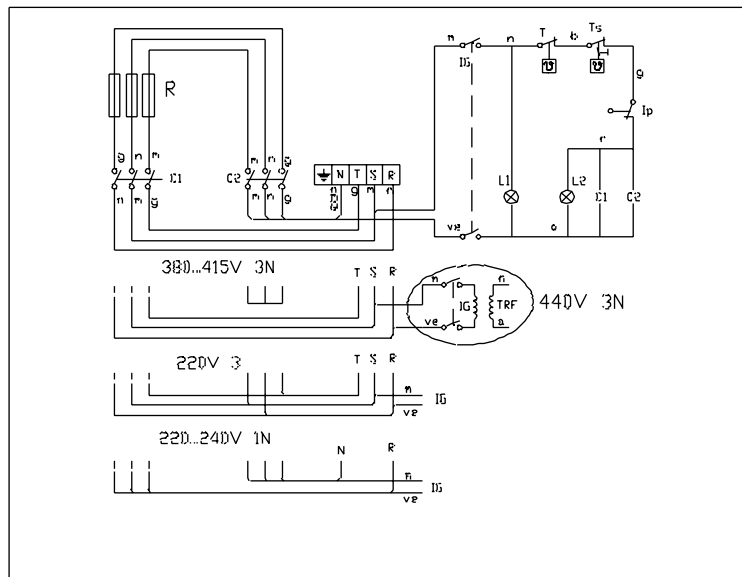 n
n
T
b
Ts
IG
R
g
Ip
r
g n m
C1
C2
m n g
N T S R
n m g
m m g
g m n
L1
L2
C1
C2
ve
a
380...415V 3N
T S R
n
IG
TRF
n
440V 3N
ve
a
220V 3
T S R
n
IG
ve
220...240V 1N
N
R
n
IG
ve